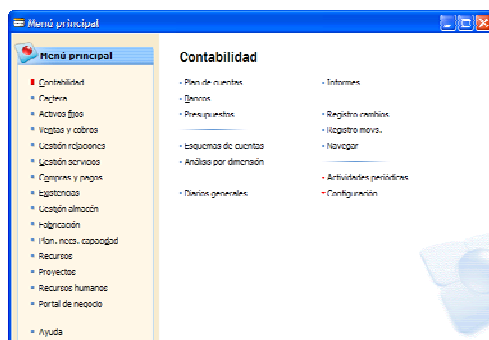 Menú principal
Menú principal
Contabilidad
Cartera
Activos fijos
Ventas y cobros
Gestión relaciones
Gestión servicios
Compras y pagos
Existencias
Gestión almacén
Fabricación
Plan. nees. capacidad
Recursos
Proyectos
Recursos humanos
Portal de negocio
Ayuda
Contabilidad
Plan de cuentas
Bancos
Presupuestos
Esquemas de cuentas
Análisis por dimensión
Diarios generales
Informes
Registro cambios.
Registro movs.
Navegar
Actividades periódicas
Configuración